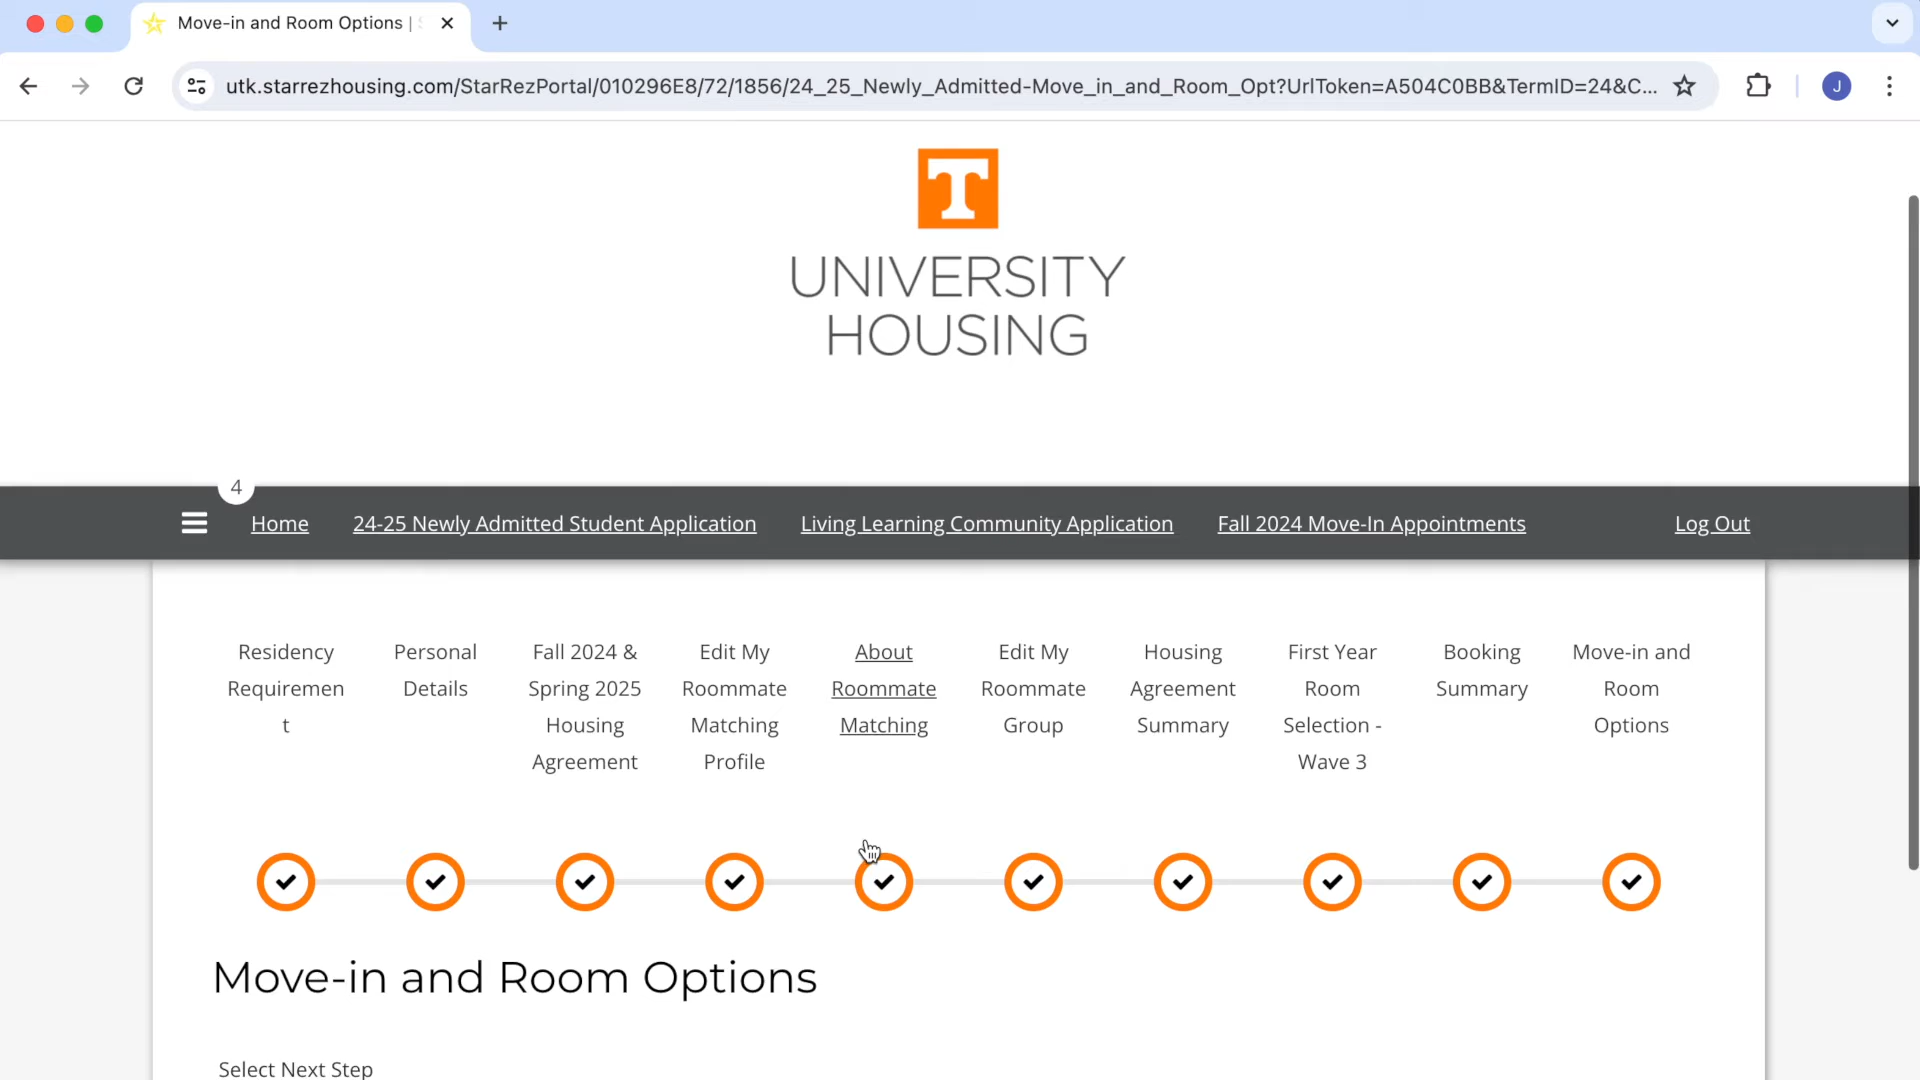 Move-in and Room Options |
utk.starrezhousing.com/StarRezPortal/010296E8/72/1856/24_25_Newly_Admitted-Move_in_and_Room_Opt?UrlToken=A504C0BB&TermID=24&C...
J
T
UNIVERSITY
HOUSING
4
Home 24-25 Newly Admitted Student Application Living Learning Community Application Fall 2024 Move-In Appointments Log Out
Residency
Requiremen
t
Personal
Details
Fall 2024 &
Spring 2025
Housing
Agreement
Edit My
Roommate
Matching
Profile
About
Roommate
Matching
Edit My
Roommate
Group
Housing
Agreement
Summary
First Year
Room
Selection -
Wave 3
Booking
Summary
Move-in and
Room
Options
Move-in and Room Options
Select Next Step